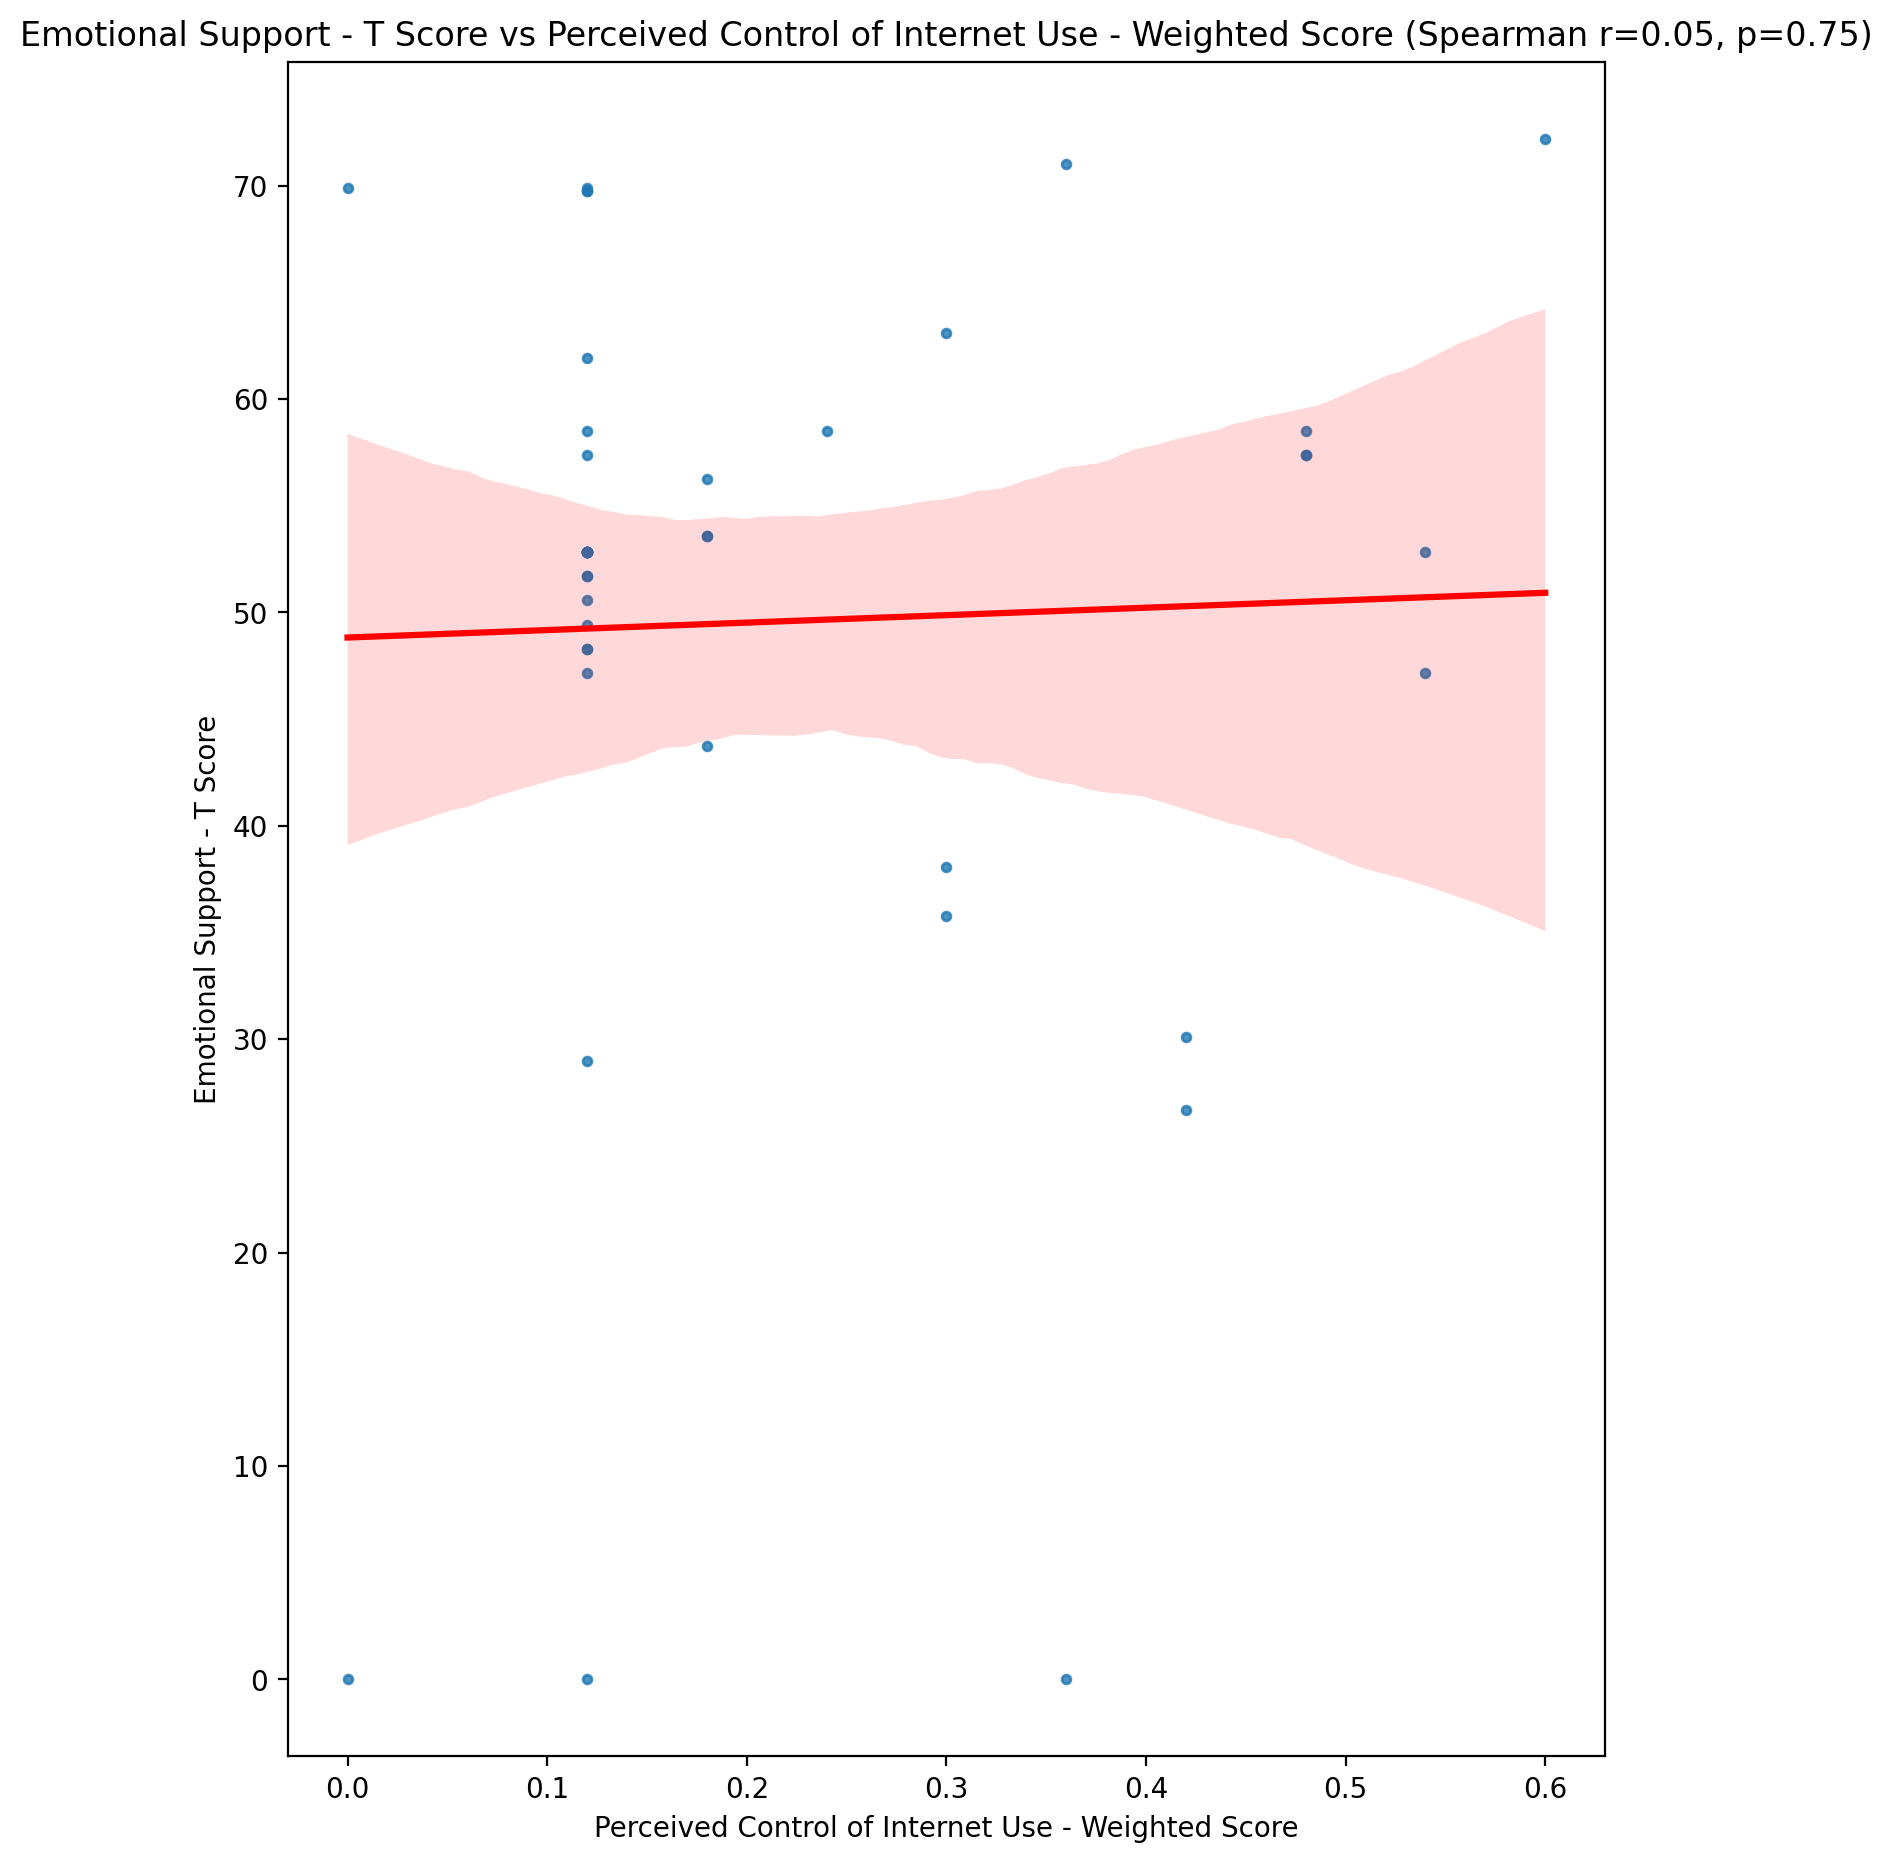 Emotional Support - T Score vs Perceived Control of Internet Use - Weighted Score (Spearman r=0.05, p=0.75)
Emotional Support - T Score
70
60
50
40
30
20
10
0
0.0 0.1 0.2 0.3 0.4 0.5 0.6
Perceived Control of Internet Use - Weighted Score